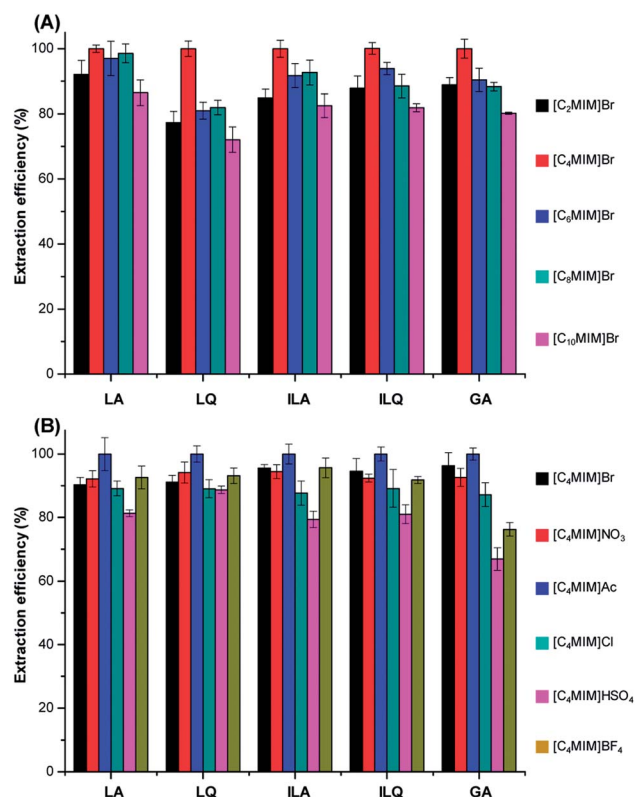 (A)
Extraction efficiency (%)
100
80
60
40
20
0
LA LQ ILA ILQ GA
[C₂MIM]Br
[C₄MIM]Br
[C₆MIM]Br
[C₈MIM]Br
[C₁₀MIM]Br
(B)
Extraction efficiency (%)
100
80
60
40
20
0
LA LQ ILA ILQ GA
[C₄MIM]Br
[C₄MIM]NO₃
[C₄MIM]Ac
[C₄MIM]Cl
[C₄MIM]HSO₄
[C₄MIM]BF₄